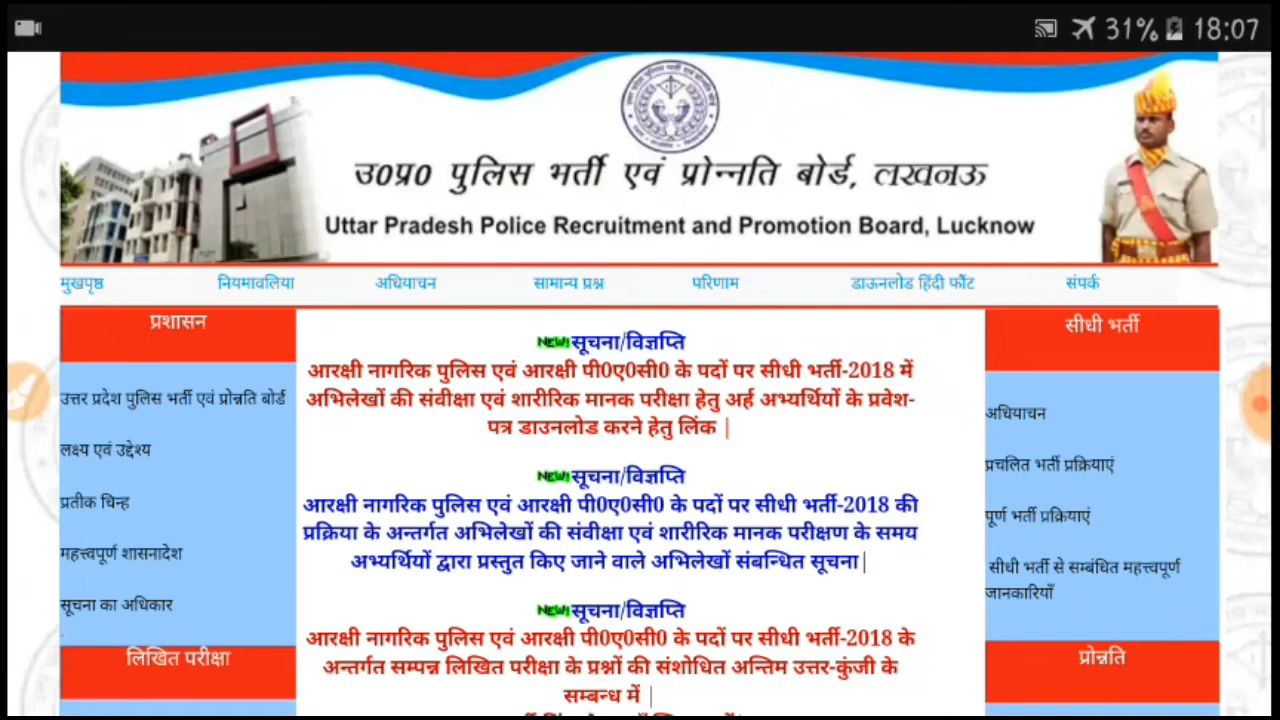 31% 18:07
उ0प्र0 पुलिस भर्ती एवं प्रोन्नति बोर्ड, लखनऊ
Uttar Pradesh Police Recruitment and Promotion Board, Lucknow
मुखपृष्ठ नियमावलिया अधियाचन सामान्य प्रश्न परिणाम डाऊनलोड हिंदी फौंट संपर्क
प्रशासन
उत्तर प्रदेश पुलिस भर्ती एवं प्रोन्नति बोर्ड
लक्ष्य एवं उद्देश्य
प्रतीक चिन्ह
महत्त्वपूर्ण शासनादेश
सूचना का अधिकार
लिखित परीक्षा
NEW! सूचना/विज्ञप्ति
आरक्षी नागरिक पुलिस एवं आरक्षी पी0ए0सी0 के पदों पर सीधी भर्ती-2018 में
अभिलेखों की संवीक्षा एवं शारीरिक मानक परीक्षा हेतु अर्ह अभ्यर्थियों के प्रवेश-
पत्र डाउनलोड करने हेतु लिंक |
NEW! सूचना/विज्ञप्ति
आरक्षी नागरिक पुलिस एवं आरक्षी पी0ए0सी0 के पदों पर सीधी भर्ती-2018 की
प्रक्रिया के अन्तर्गत अभिलेखों की संवीक्षा एवं शारीरिक मानक परीक्षण के समय
अभ्यर्थियों द्वारा प्रस्तुत किए जाने वाले अभिलेखों संबन्धित सूचना|
NEW! सूचना/विज्ञप्ति
आरक्षी नागरिक पुलिस एवं आरक्षी पी0ए0सी0 के पदों पर सीधी भर्ती-2018 के
अन्तर्गत सम्पन्न लिखित परीक्षा के प्रश्नों की संशोधित अन्तिम उत्तर-कुंजी के
सम्बन्ध में |
सीधी भर्ती
अधियाचन
प्रचलित भर्ती प्रक्रियाएं
पूर्ण भर्ती प्रक्रियाएं
सीधी भर्ती से सम्बंधित महत्त्वपूर्ण
जानकारियाँ
प्रोन्नति